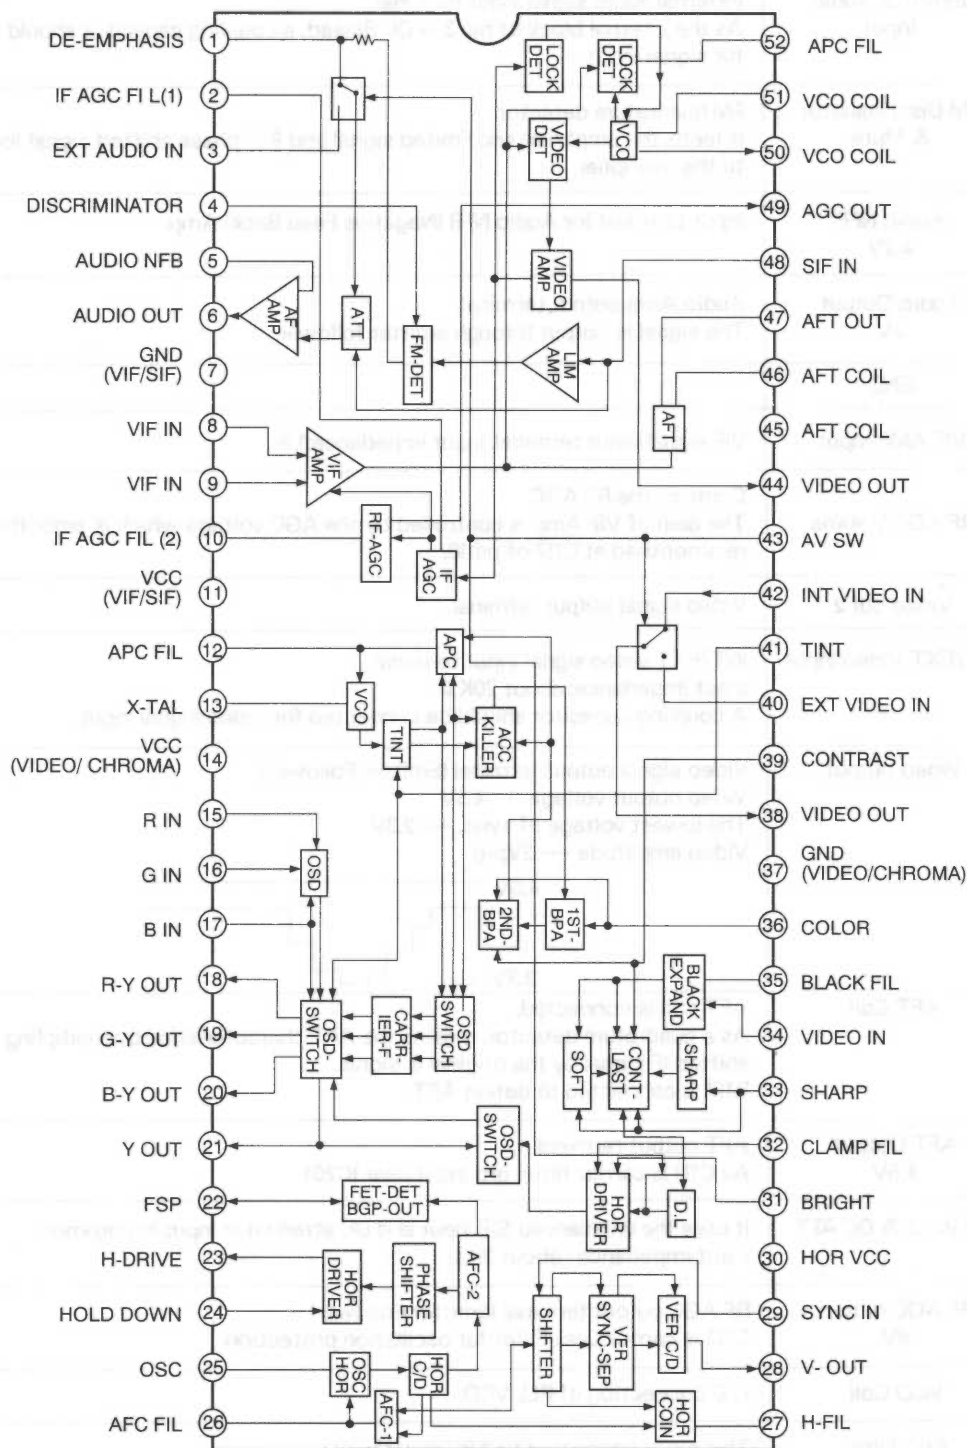 DE-EMPHASIS 1
IF AGC FI L(1) 2
EXT AUDIO IN 3
DISCRIMINATOR 4
AUDIO NFB 5
AUDIO OUT 6
GND
(VIF/SIF) 7
VIF IN 8
VIF IN 9
IF AGC FIL (2) 10
VCC
(VIF/SIF) 11
APC FIL 12
X-TAL 13
VCC
(VIDEO/ CHROMA) 14
R IN 15
G IN 16
B IN 17
R-Y OUT 18
G-Y OUT 19
B-Y OUT 20
Y OUT 21
FSP 22
H-DRIVE 23
HOLD DOWN 24
OSC 25
AFC FIL 26
LOCK
DET
LOCK
DET
VIDEO
DE
VCO
VIDEO
AMP
AF
AMP
ATT
FM-DET
LIM
AMP
AFT
VIF
AMP
RF-AGC
IF
AGC
APC
VCC
TINT
ACC
KILLER
OSD
2ND-
BPA
1ST-
BPA
BLACK
EXPAND
OSD-
SWITCH
CARR-
IER-F
OSD
SWITCH
SOFT
CONT
RAST
SHARP
OSD-
SWITCH
FET-DET
BGP-OUT
HOR
DRIVER
D-L
HOR
DRIVER
PHASE
SHIFTER
AFC-2
SHIFTER
VER
SYNC-SEP
VER C/D
OSC
HOR
HOR
C/D
AFC-1
HOR
COIN
52 APC FIL
51 VCO COIL
50 VCO COIL
49 AGC OUT
48 SIF IN
47 AFT OUT
46 AFT COIL
45 AFT COIL
44 VIDEO OUT
43 AV SW
42 INT VIDEO IN
41 TINT
40 EXT VIDEO IN
39 CONTRAST
38 VIDEO OUT
37 GND
(VIDEO/CHROMA)
36 COLOR
35 BLACK FIL
34 VIDEO IN
33 SHARP
32 CLAMP FIL
31 BRIGHT
30 HOR VCC
29 SYNC IN
28 V- OUT
27 H-FIL